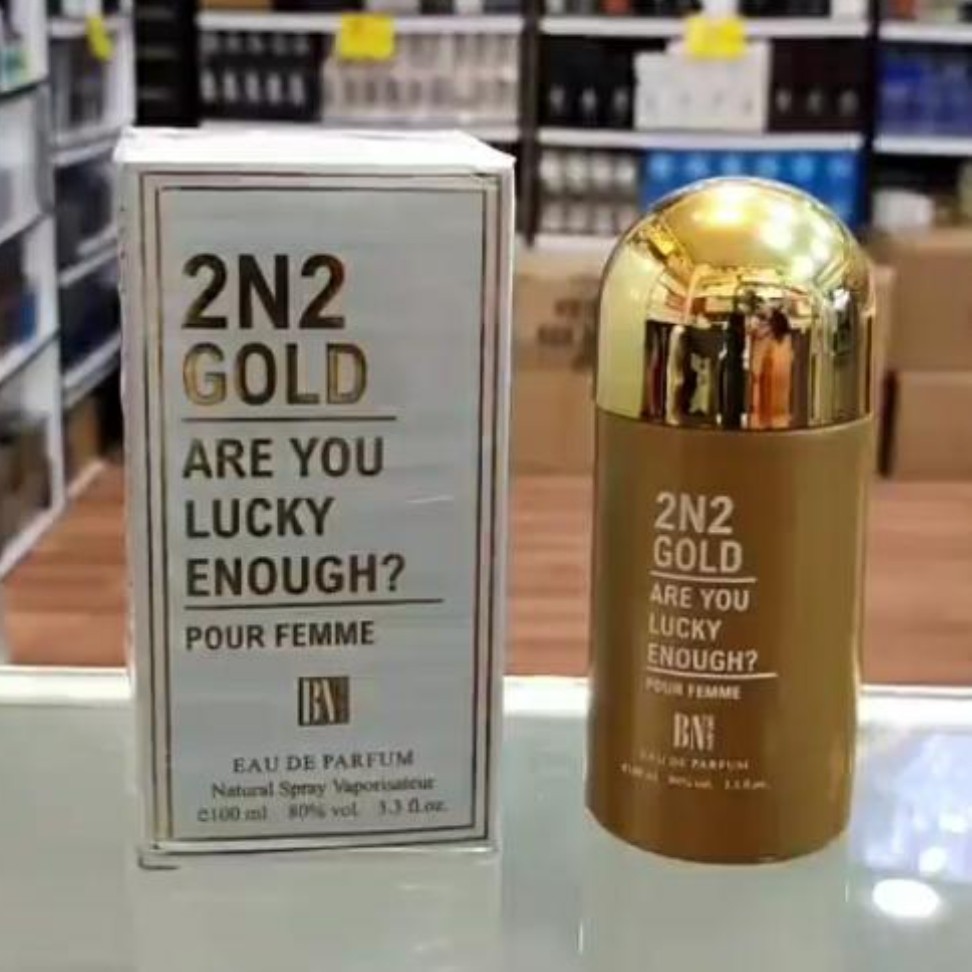 2N2
GOLD
ARE YOU
LUCKY
ENOUGH?
POUR FEMME
BN
EAU DE PARFUM
Natural Spray Vaporisateur
e100 ml 80% vol. 3.3 fl.oz.
2N2
GOLD
ARE YOU
LUCKY
ENOUGH?
POUR FEMME
BN
EAU DE PARFUM